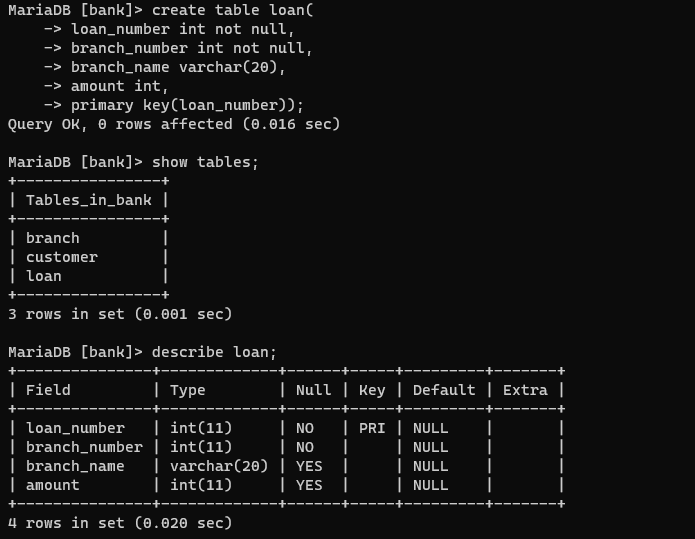 MariaDB [bank]> create table loan(
    -> loan_number int not null,
    -> branch_number int not null,
    -> branch_name varchar(20),
    -> amount int,
    -> primary key(loan_number));
Query OK, 0 rows affected (0.016 sec)

MariaDB [bank]> show tables;
+----------------+
| Tables_in_bank |
+----------------+
| branch         |
| customer       |
| loan           |
+----------------+
3 rows in set (0.001 sec)

MariaDB [bank]> describe loan;
+---------------+-------------+------+-----+---------+-------+
| Field         | Type        | Null | Key | Default | Extra |
+---------------+-------------+------+-----+---------+-------+
| loan_number   | int(11)     | NO   | PRI | NULL    |       |
| branch_number | int(11)     | NO   |     | NULL    |       |
| branch_name   | varchar(20) | YES  |     | NULL    |       |
| amount        | int(11)     | YES  |     | NULL    |       |
+---------------+-------------+------+-----+---------+-------+
4 rows in set (0.020 sec)